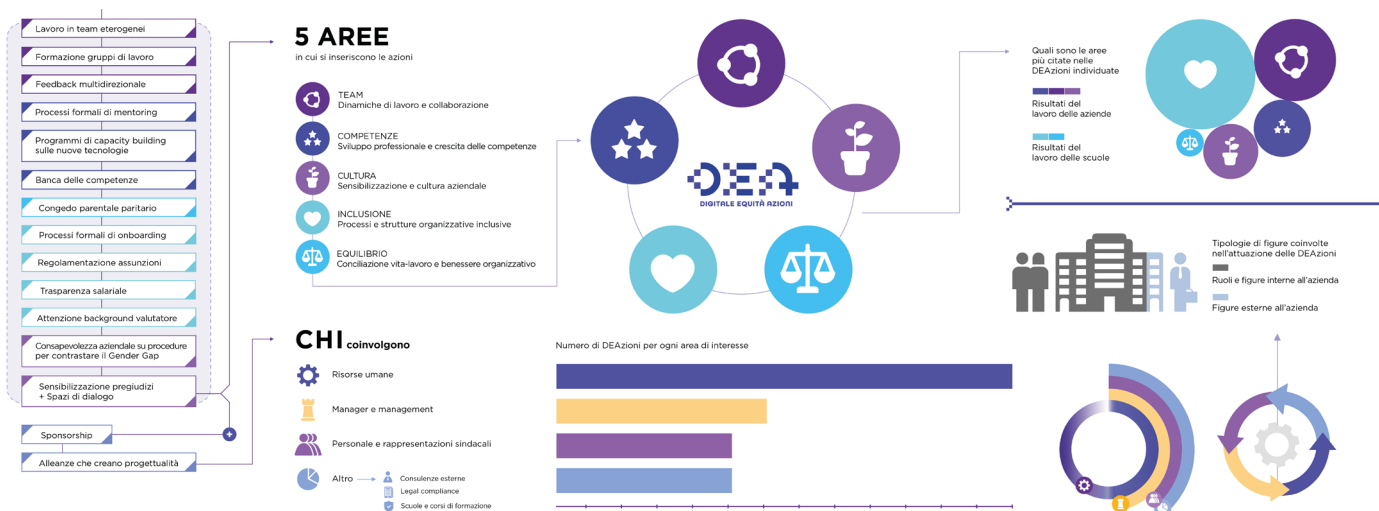 Lavoro in team eterogenei
Formazione gruppi di lavoro
Feedback multidirezionale
Processi formali di mentoring
Programmi di capacity building
sulle nuove tecnologie
Banca delle competenze
Congedo parentale paritario
Processi formali di onboarding
Regolamentazione assunzioni
Trasparenza salariale
Attenzione background valutatore
Consapevolezza aziendale su procedure
per contrastare il Gender Gap
Sensibilizzazione pregiudizi
+ Spazi di dialogo
Sponsorship
+
Alleanze che creano progettualità
5 AREE
in cui si inseriscono le azioni
TEAM
Dinamiche di lavoro e collaborazione
COMPETENZE
Sviluppo professionale e crescita delle competenze
CULTURA
Sensibilizzazione e cultura aziendale
INCLUSIONE
Processi e strutture organizzative inclusive
EQUILIBRIO
Conciliazione vita-lavoro e benessere organizzativo
DEA
DIGITALE EQUITÀ AZIONI
CHI coinvolgono
Risorse umane
Manager e management
Personale e rappresentazioni sindacali
Altro
Consulenze esterne
Legal compliance
Scuole e corsi di formazione
Numero di DEAzioni per ogni area di interesse
Quali sono le aree
più citate nelle
DEAzioni individuate
Risultati del
lavoro delle aziende
Risultati del
lavoro delle scuole
Tipologie di figure coinvolte
nell'attuazione delle DEAzioni
Ruoli e figure interne all'azienda
Figure esterne all'azienda